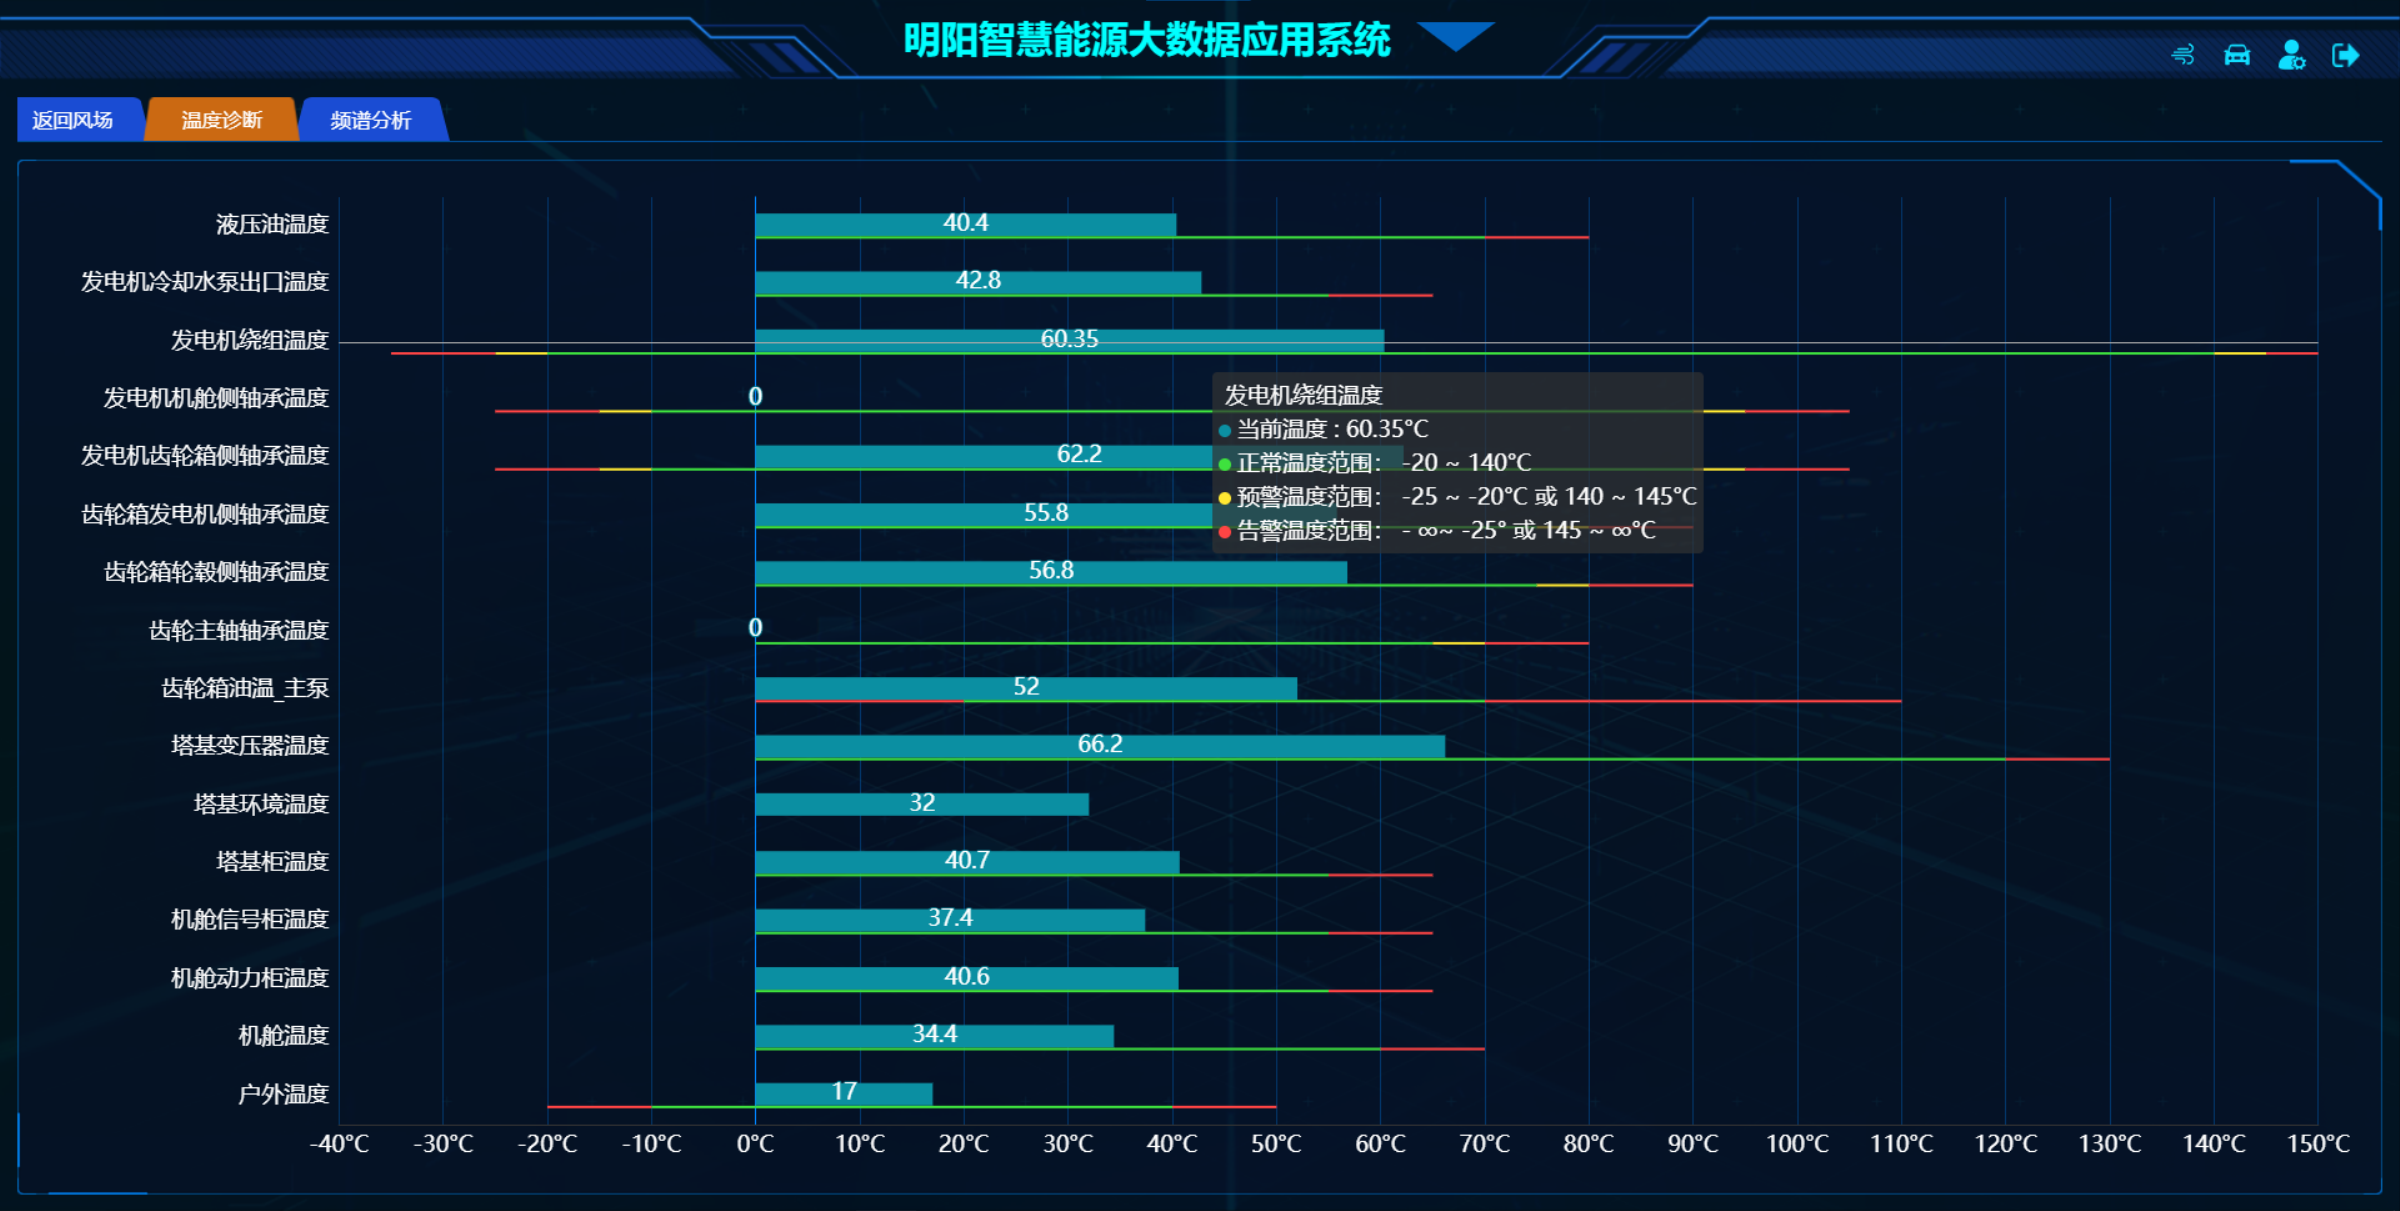 明阳智慧能源大数据应用系统
返回风场 温度诊断 频谱分析
液压油温度 40.4
发电机冷却水泵出口温度 42.8
发电机绕组温度 60.35
发电机机舱侧轴承温度 0
发电机齿轮箱侧轴承温度 62.2
齿轮箱发电机侧轴承温度 55.8
齿轮箱轮毂侧轴承温度 56.8
齿轮主轴轴承温度 0
齿轮箱油温_主泵 52
塔基变压器温度 66.2
塔基环境温度 32
塔基柜温度 40.7
机舱信号柜温度 37.4
机舱动力柜温度 40.6
机舱温度 34.4
户外温度 17
发电机绕组温度
当前温度 : 60.35°C
正常温度范围： -20 ~ 140°C
预警温度范围： -25 ~ -20°C 或 140 ~ 145°C
告警温度范围： - ∞~ -25° 或 145 ~ ∞°C
-40°C -30°C -20°C -10°C 0°C 10°C 20°C 30°C 40°C 50°C 60°C 70°C 80°C 90°C 100°C 110°C 120°C 130°C 140°C 150°C